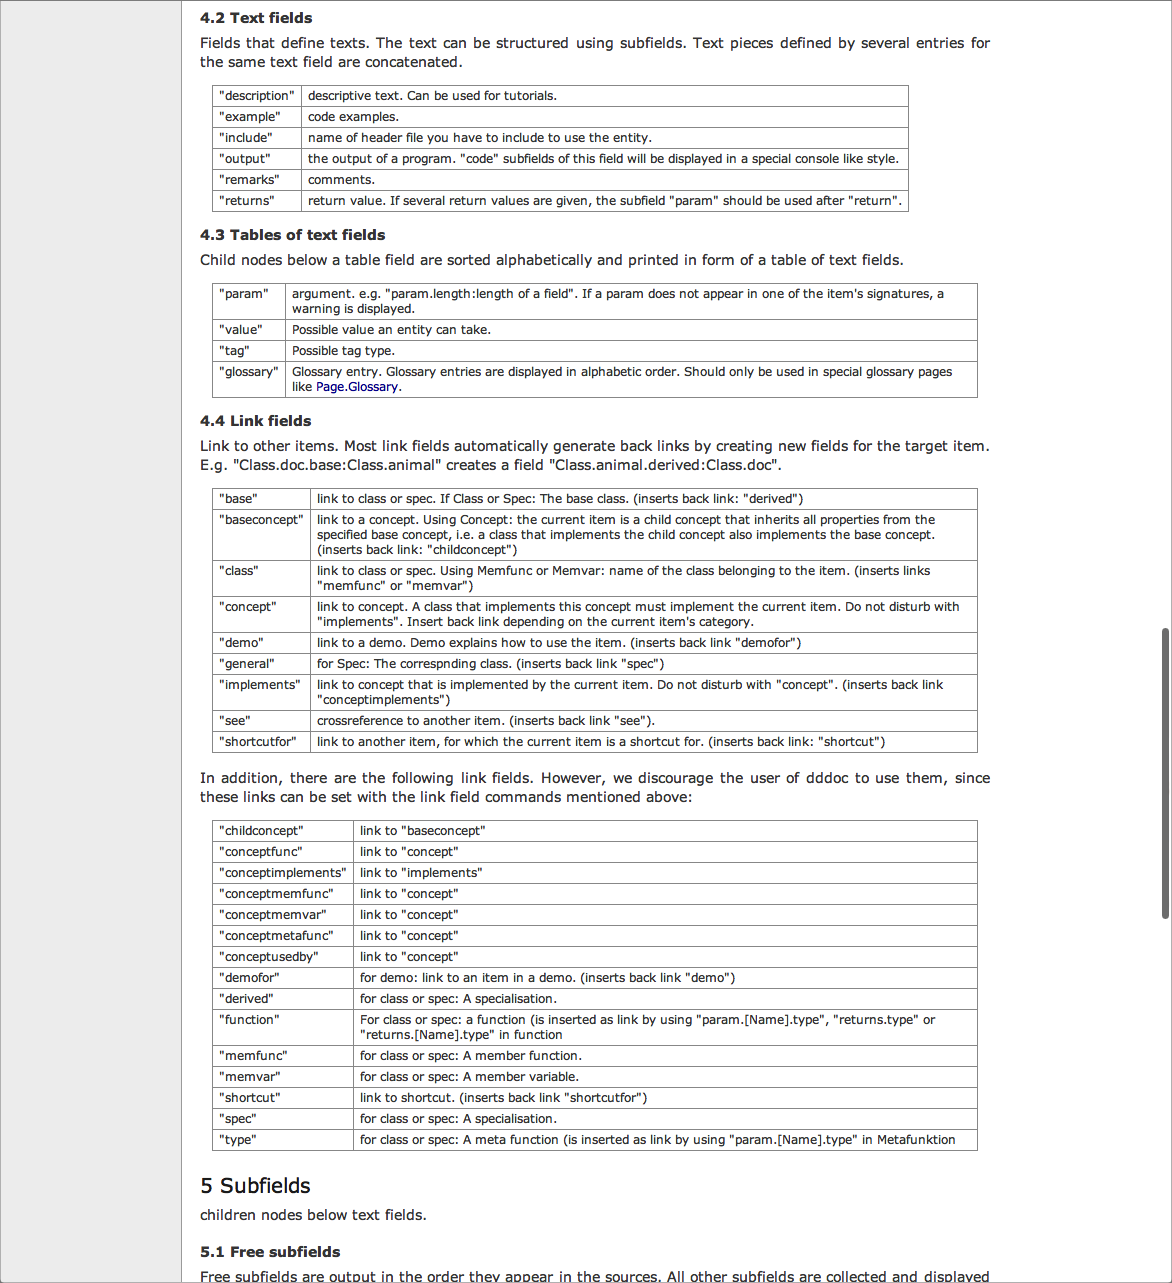 4.2 Text fields
Fields that define texts. The text can be structured using subfields. Text pieces defined by several entries for
the same text field are concatenated.
"description" descriptive text. Can be used for tutorials.
"example" code examples.
"include" name of header file you have to include to use the entity.
"output" the output of a program. "code" subfields of this field will be displayed in a special console like style.
"remarks" comments.
"returns" return value. If several return values are given, the subfield "param" should be used after "return".
4.3 Tables of text fields
Child nodes below a table field are sorted alphabetically and printed in form of a table of text fields.
"param" argument. e.g. "param.length:length of a field". If a param does not appear in one of the item's signatures, a
warning is displayed.
"value" Possible value an entity can take.
"tag" Possible tag type.
"glossary" Glossary entry. Glossary entries are displayed in alphabetic order. Should only be used in special glossary pages
like Page.Glossary.
4.4 Link fields
Link to other items. Most link fields automatically generate back links by creating new fields for the target item.
E.g. "Class.doc.base:Class.animal" creates a field "Class.animal.derived:Class.doc".
"base" link to class or spec. If Class or Spec: The base class. (inserts back link: "derived")
"baseconcept" link to a concept. Using Concept: the current item is a child concept that inherits all properties from the
specified base concept, i.e. a class that implements the child concept also implements the base concept.
(inserts back link: "childconcept")
"class" link to class or spec. Using Memfunc or Memvar: name of the class belonging to the item. (inserts links
"memfunc" or "memvar")
"concept" link to concept. A class that implements this concept must implement the current item. Do not disturb with
"implements". Insert back link depending on the current item's category.
"demo" link to a demo. Demo explains how to use the item. (inserts back link "demofor")
"general" for Spec: The correspnding class. (inserts back link "spec")
"implements" link to concept that is implemented by the current item. Do not disturb with "concept". (inserts back link
"conceptimplements")
"see" crossreference to another item. (inserts back link "see").
"shortcutfor" link to another item, for which the current item is a shortcut for. (inserts back link: "shortcut")
In addition, there are the following link fields. However, we discourage the user of dddoc to use them, since
these links can be set with the link field commands mentioned above:
"childconcept" link to "baseconcept"
"conceptfunc" link to "concept"
"conceptimplements" link to "implements"
"conceptmemfunc" link to "concept"
"conceptmemvar" link to "concept"
"conceptmetafunc" link to "concept"
"conceptusedby" link to "concept"
"demofor" for demo: link to an item in a demo. (inserts back link "demo")
"derived" for class or spec: A specialisation.
"function" For class or spec: a function (is inserted as link by using "param.[Name].type", "returns.type" or
"returns.[Name].type" in function
"memfunc" for class or spec: A member function.
"memvar" for class or spec: A member variable.
"shortcut" link to shortcut. (inserts back link "shortcutfor")
"spec" for class or spec: A specialisation.
"type" for class or spec: A meta function (is inserted as link by using "param.[Name].type" in Metafunktion
5 Subfields
children nodes below text fields.
5.1 Free subfields
Free subfields are output in the order they appear in the sources. All other subfields are collected and displayed